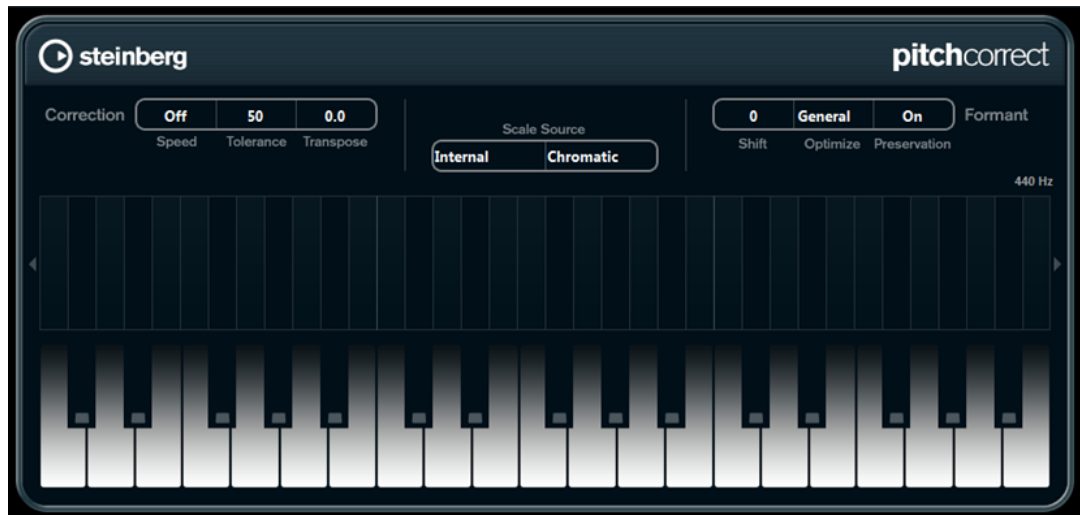 steinberg
pitchcorrect
Correction
Off 50 0.0
Speed Tolerance Transpose
Scale Source
Internal Chromatic
0 General On
Formant
Shift Optimize Preservation
440 Hz